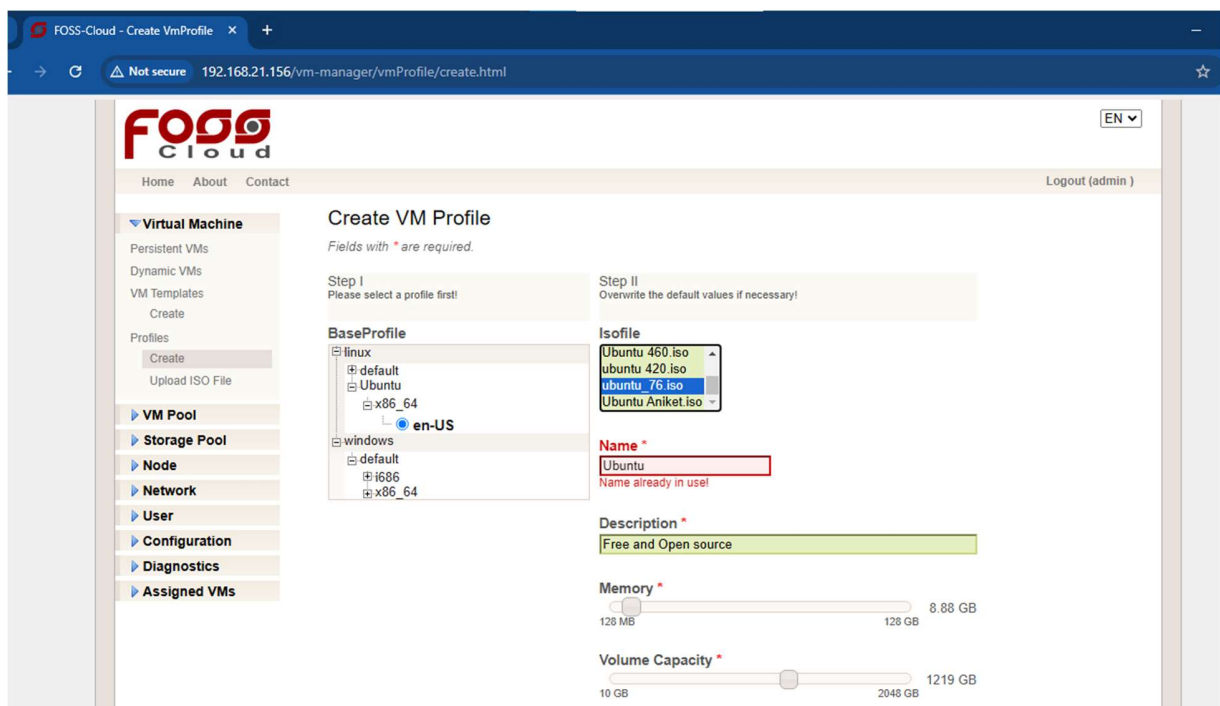 FOSS-Cloud - Create VmProfile
Not secure 192.168.21.156/vm-manager/vmProfile/create.html
FOSS
Cloud
EN
Home About Contact
Logout (admin )
Virtual Machine
Persistent VMs
Dynamic VMs
VM Templates
Create
Profiles
Create
Upload ISO File
VM Pool
Storage Pool
Node
Network
User
Configuration
Diagnostics
Assigned VMs
Create VM Profile
Fields with * are required.
Step I
Please select a profile first!
BaseProfile
linux
default
Ubuntu
x86_64
en-US
windows
default
i686
x86_64
Step II
Overwrite the default values if necessary!
Isofile
Ubuntu 460.iso
ubuntu 420.iso
ubuntu_76.iso
Ubuntu Aniket.iso
Name *
Ubuntu
Name already in use!
Description *
Free and Open source
Memory *
8.88 GB
128 MB 128 GB
Volume Capacity *
1219 GB
10 GB 2048 GB